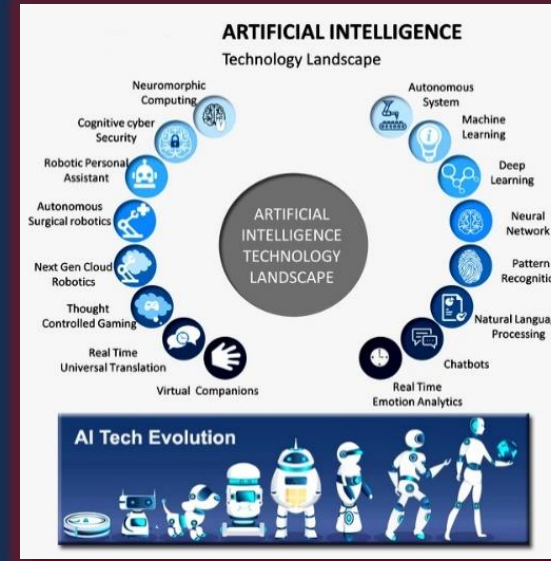 ARTIFICIAL INTELLIGENCE
Technology Landscape
Neuromorphic
Computing
Cognitive cyber
Security
Robotic Personal
Assistant
Autonomous
Surgical robotics
Next Gen Cloud
Robotics
Thought
Controlled Gaming
Real Time
Universal Translation
Virtual Companions
ARTIFICIAL
INTELLIGENCE
TECHNOLOGY
LANDSCAPE
Autonomous
System
Machine
Learning
Deep
Learning
Neural
Network
Pattern
Recognitio
Natural Languag
Processing
Chatbots
Real Time
Emotion Analytics
AI Tech Evolution